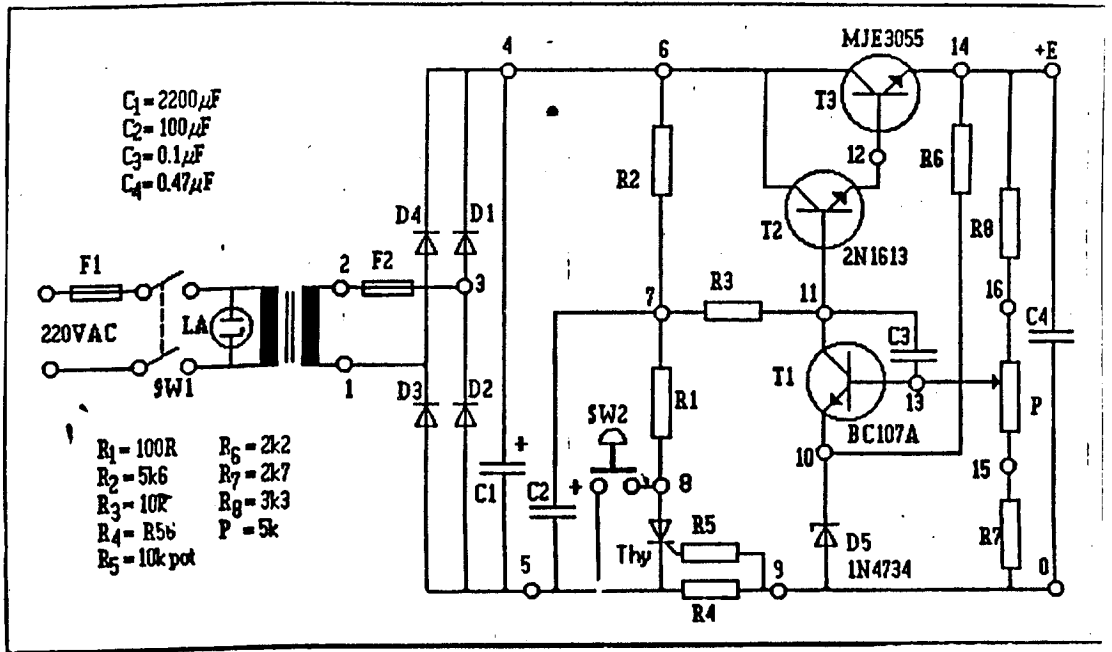 MJE3055
4
6
14
+E
C1 = 2200µF
C2 = 100µF
C3 = 0.1µF
C4 = 0.47µF
T3
12
R6
R2
D4
D1
T2
R8
2N1613
F1
2
F2
3
7
R3
11
16
LA
C3
C4
220VAC
1
SW1
D3
D2
T1
13
P
R1
SW2
BC107A
R1 = 100R
R2 = 5k6
R3 = 10R
R4 = R56
R5 = 10k pot
R6 = 2k2
R7 = 2k7
R8 = 3k3
P = 5k
10
15
+
C1
C2
+
8
Thy
R5
D5
1N4734
R7
5
9
R4
0